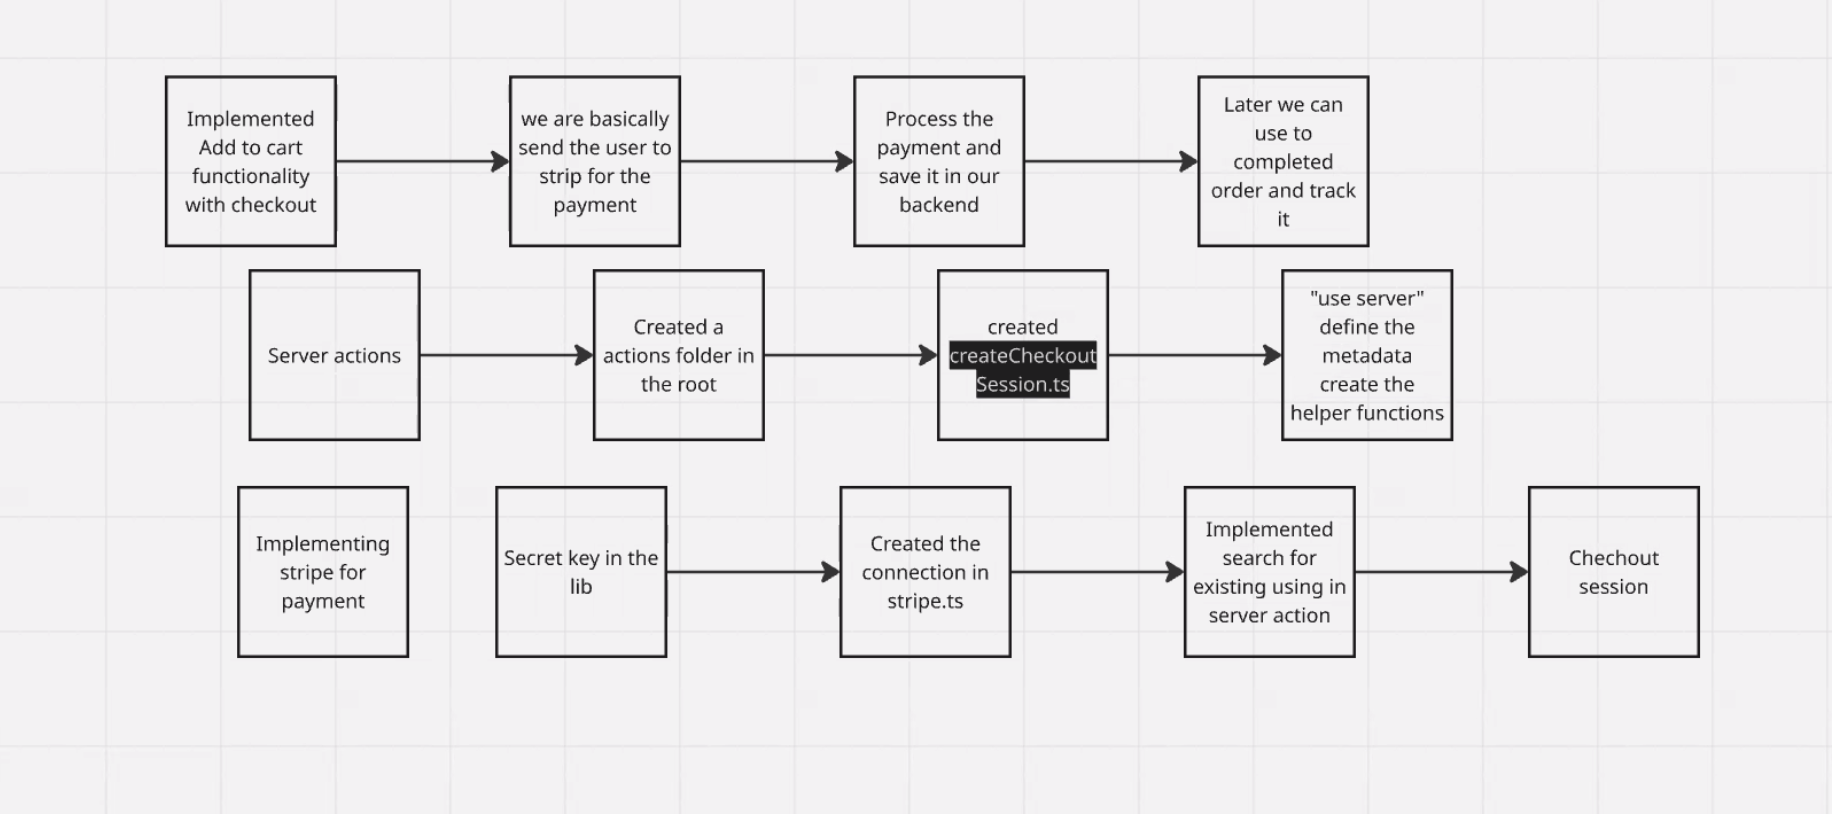 Implemented
Add to cart
functionality
with checkout
we are basically
send the user to
strip for the
payment
Process the
payment and
save it in our
backend
Later we can
use to
completed
order and track
it
Server actions
Created a
actions folder in
the root
created
createCheckout
Session.ts
"use server"
define the
metadata
create the
helper functions
Implementing
stripe for
payment
Secret key in the
lib
Created the
connection in
stripe.ts
Implemented
search for
existing using in
server action
Chechout
session